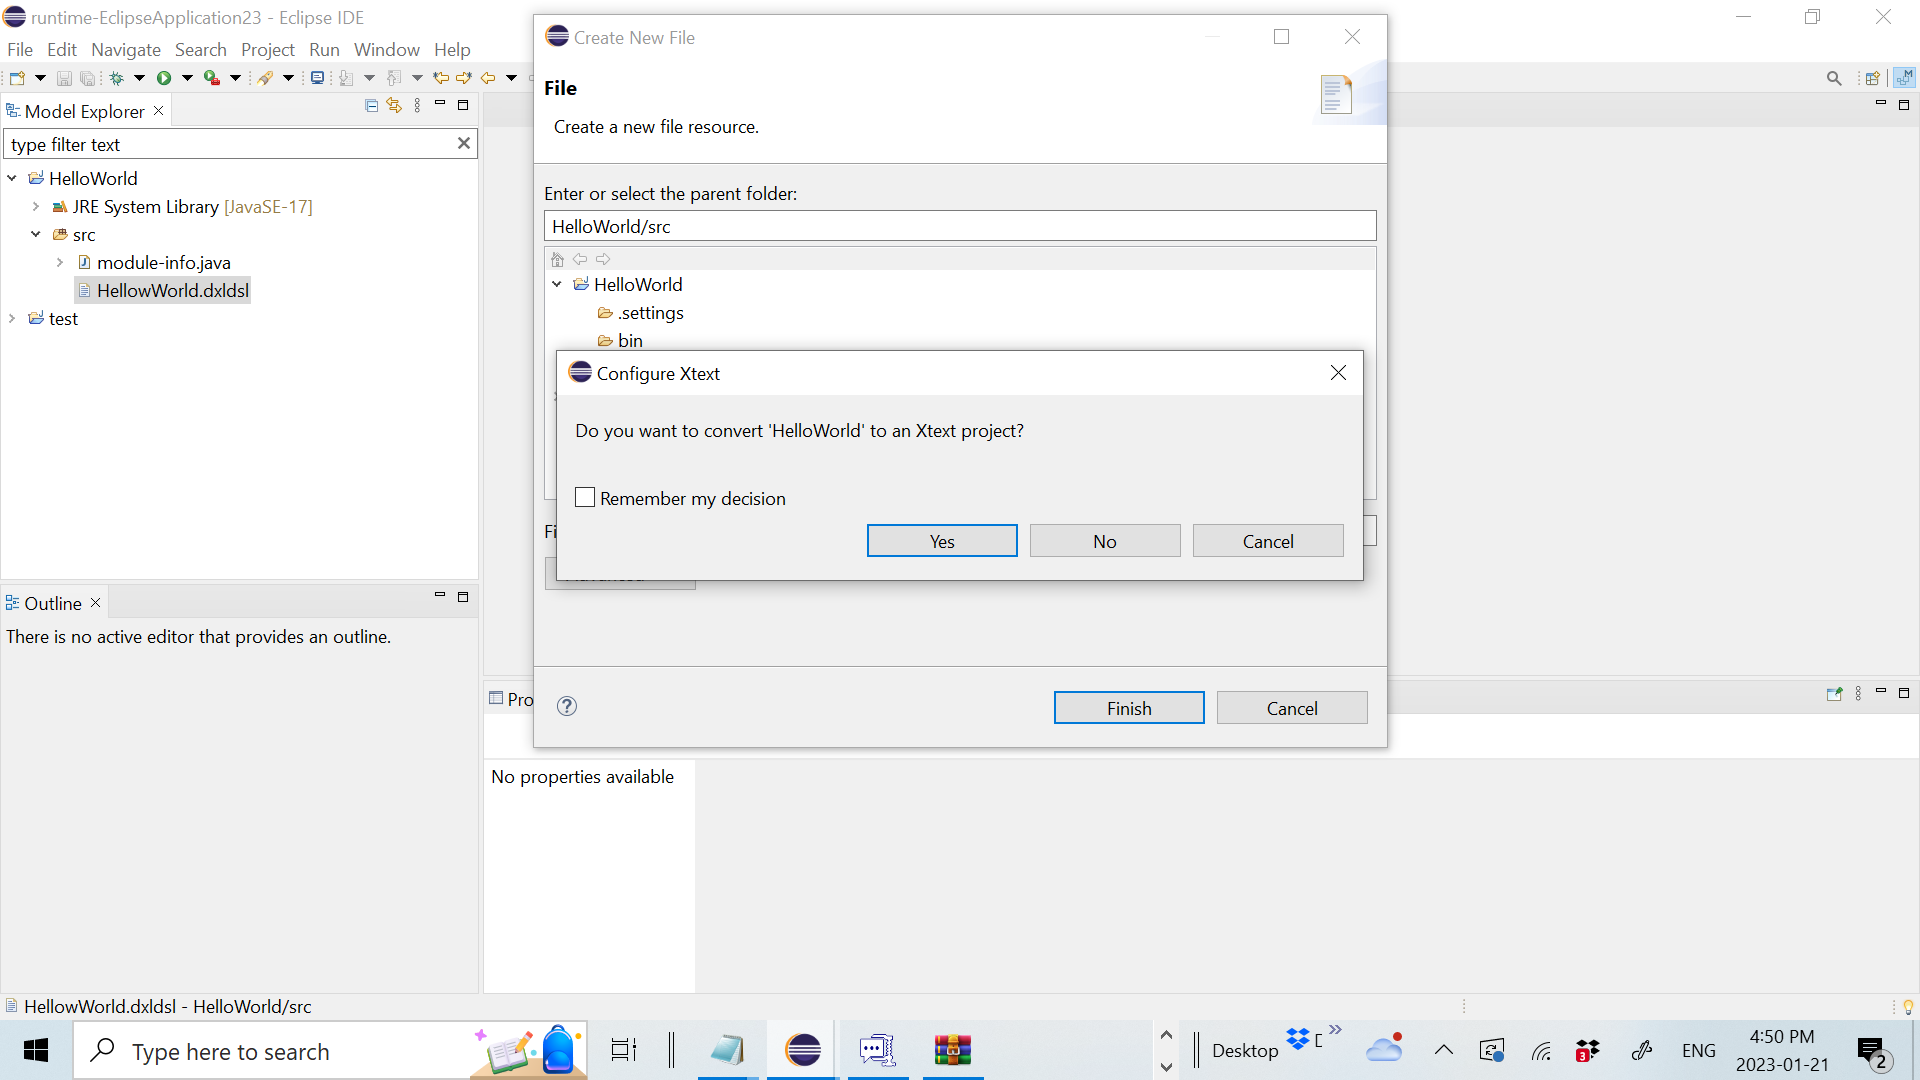 runtime-EclipseApplication23 - Eclipse IDE
File Edit Navigate Search Project Run Window Help
Model Explorer
type filter text
HelloWorld
JRE System Library [JavaSE-17]
src
module-info.java
HellowWorld.dxldsl
test
Outline
There is no active editor that provides an outline.
Create New File
File
Create a new file resource.
Enter or select the parent folder:
HelloWorld/src
HelloWorld
.settings
bin
Configure Xtext
Do you want to convert 'HelloWorld' to an Xtext project?
Remember my decision
Yes No Cancel
Fi
Finish Cancel
Pro
No properties available
HellowWorld.dxldsl - HelloWorld/src
Type here to search
Desktop
3
ENG
4:50 PM
2023-01-21
2